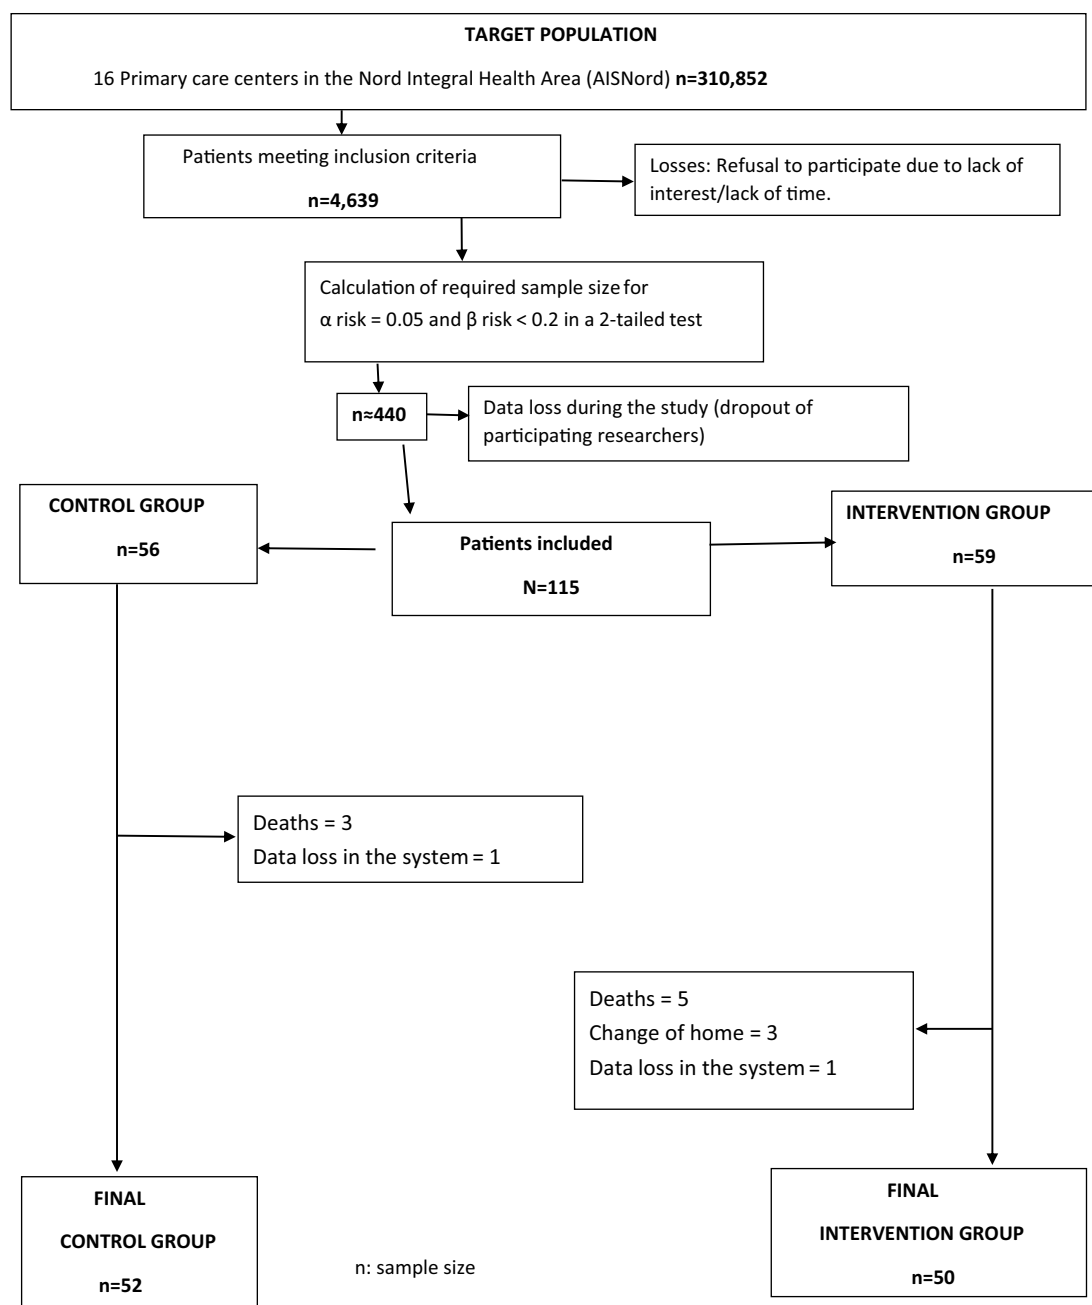 TARGET POPULATION
16 Primary care centers in the Nord Integral Health Area (AISNord) n=310,852
Patients meeting inclusion criteria
n=4,639
Losses: Refusal to participate due to lack of
interest/lack of time.
Calculation of required sample size for
α risk = 0.05 and β risk < 0.2 in a 2-tailed test
n≈440
Data loss during the study (dropout of
participating researchers)
CONTROL GROUP
n=56
Patients included
N=115
INTERVENTION GROUP
n=59
Deaths = 3
Data loss in the system = 1
Deaths = 5
Change of home = 3
Data loss in the system = 1
FINAL
CONTROL GROUP
n=52
n: sample size
FINAL
INTERVENTION GROUP
n=50